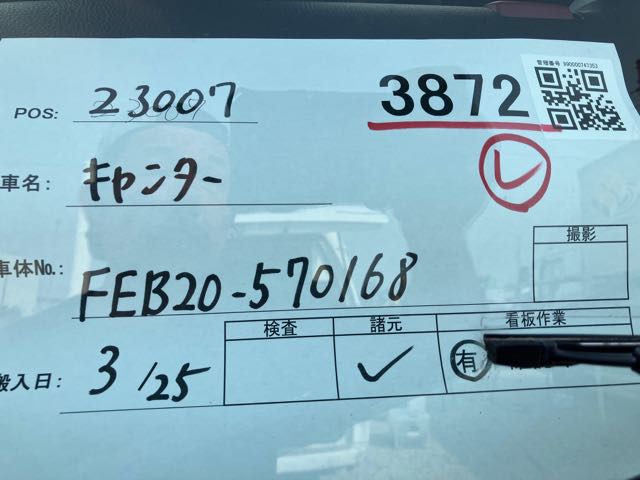 管理番号 990000747353
POS: 23007
3872
車名: キャンター
車体No.: FEB20-570168
撮影
検査 諸元 看板作業
搬入日: 3/25
有